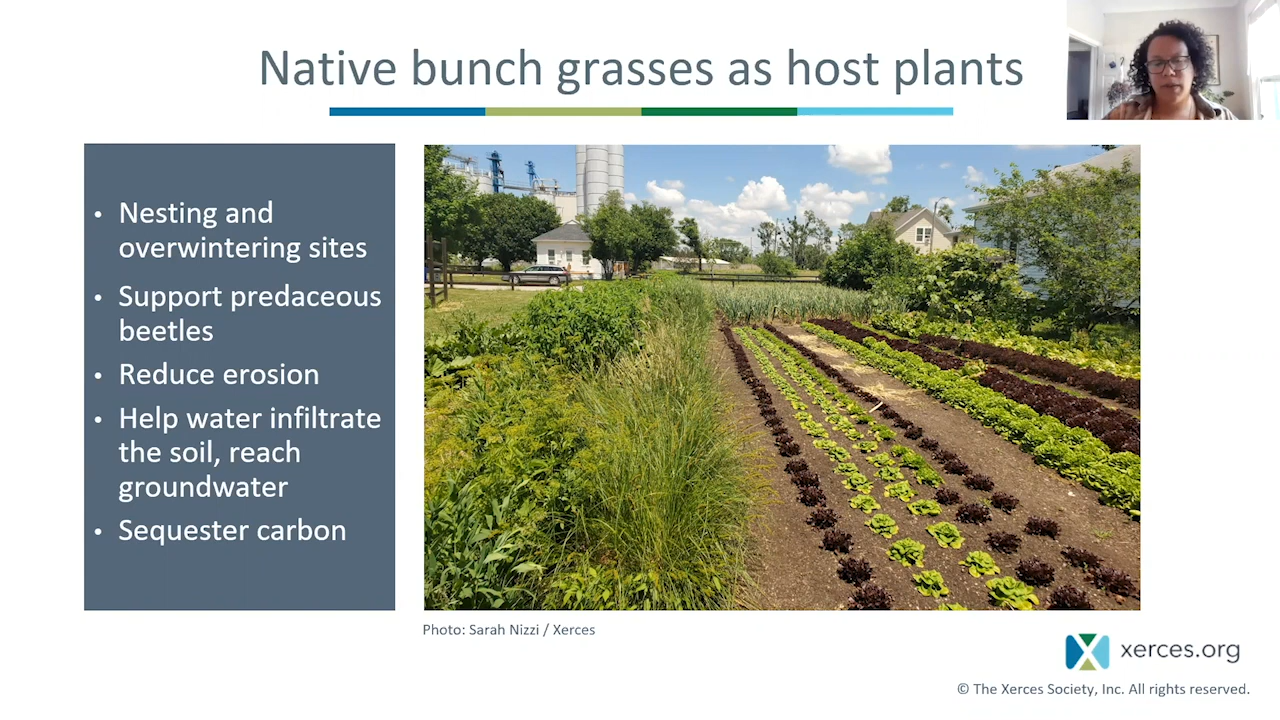 Native bunch grasses as host plants
• Nesting and
overwintering sites
• Support predaceous
beetles
• Reduce erosion
• Help water infiltrate
the soil, reach
groundwater
• Sequester carbon
Photo: Sarah Nizzi / Xerces
xerces.org
© The Xerces Society, Inc. All rights reserved.